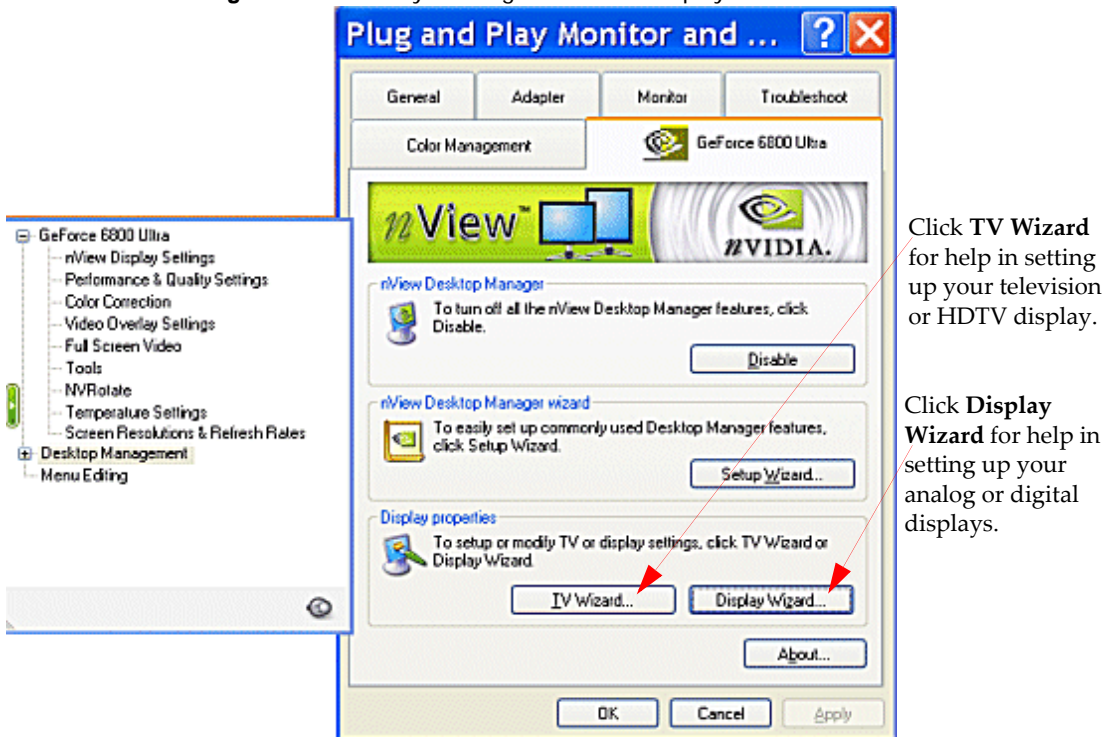 Plug and Play Monitor and ...
General
Adapter
Monitor
Troubleshoot
Color Management
GeForce 6800 Ultra
nView™
nVIDIA.
GeForce 6800 Ultra
nView Display Settings
Performance & Quality Settings
Color Correction
Video Overlay Settings
Full Screen Video
Tools
NVRotate
Temperature Settings
Screen Resolutions & Refresh Rates
Desktop Management
Menu Editing
nView Desktop Manager
To turn off all the nView Desktop Manager features, click
Disable.
Disable
nView Desktop Manager wizard
To easily set up commonly used Desktop Manager features,
click Setup Wizard.
Setup Wizard...
Display properties
To setup or modify TV or display settings, click TV Wizard or
Display Wizard.
TV Wizard...
Display Wizard...
About...
OK
Cancel
Apply
Click TV Wizard
for help in setting
up your television
or HDTV display.
Click Display
Wizard for help in
setting up your
analog or digital
displays.